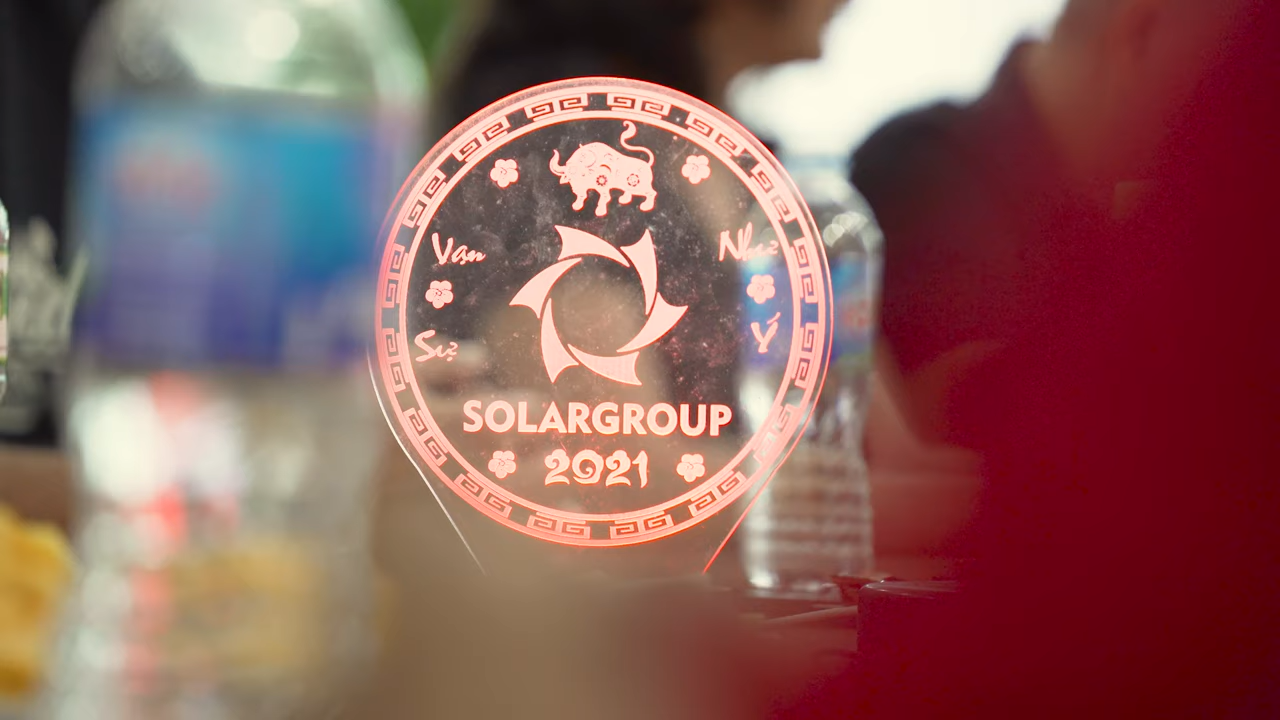 Vạn
Như
Sự
Ý
SOLARGROUP
2021